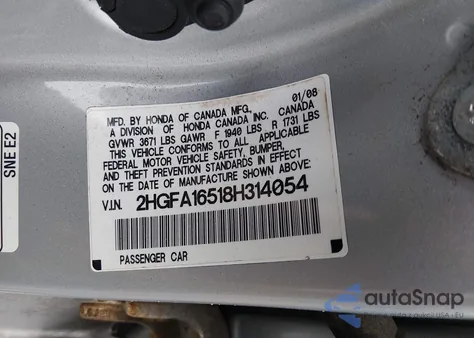 01/08
MFD. BY HONDA OF CANADA MFG.,
A DIVISION OF HONDA CANADA INC. CANADA
GVWR 3671 LBS GAWR F 1940 LBS R 1731 LBS
THIS VEHICLE CONFORMS TO ALL APPLICABLE
FEDERAL MOTOR VEHICLE SAFETY, BUMPER,
AND THEFT PREVENTION STANDARDS IN EFFECT
ON THE DATE OF MANUFACTURE SHOWN ABOVE.
V.I.N. 2HGFA16518H314054
PASSENGER CAR
SNE E2
autoSnap